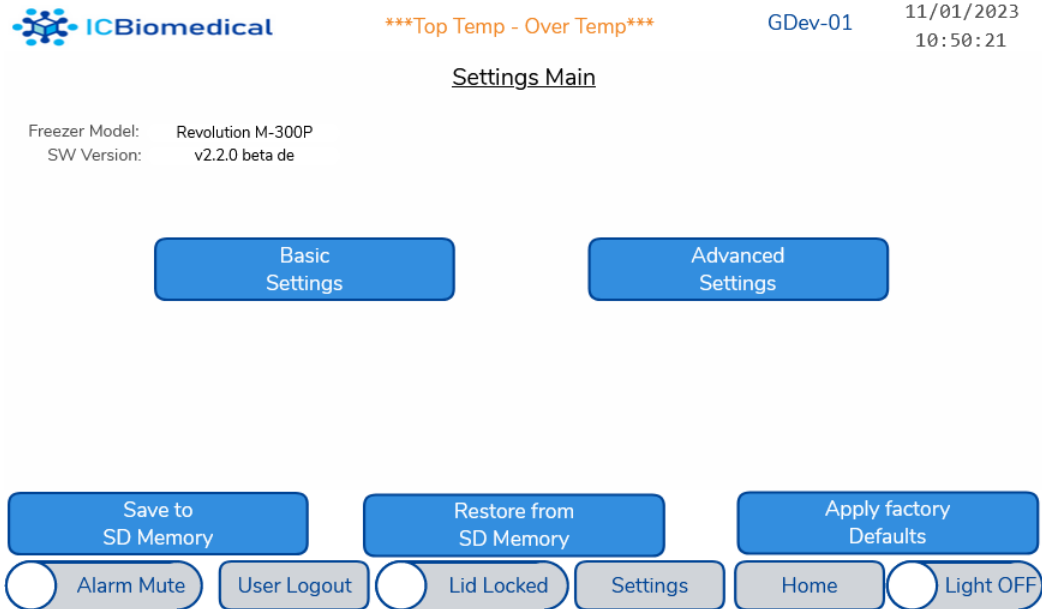 ICBiomedical
***Top Temp - Over Temp***
GDev-01
11/01/2023
10:50:21
Settings Main
Freezer Model: Revolution M-300P
SW Version: v2.2.0 beta de
Basic
Settings
Advanced
Settings
Save to
SD Memory
Restore from
SD Memory
Apply factory
Defaults
Alarm Mute
User Logout
Lid Locked
Settings
Home
Light OFF